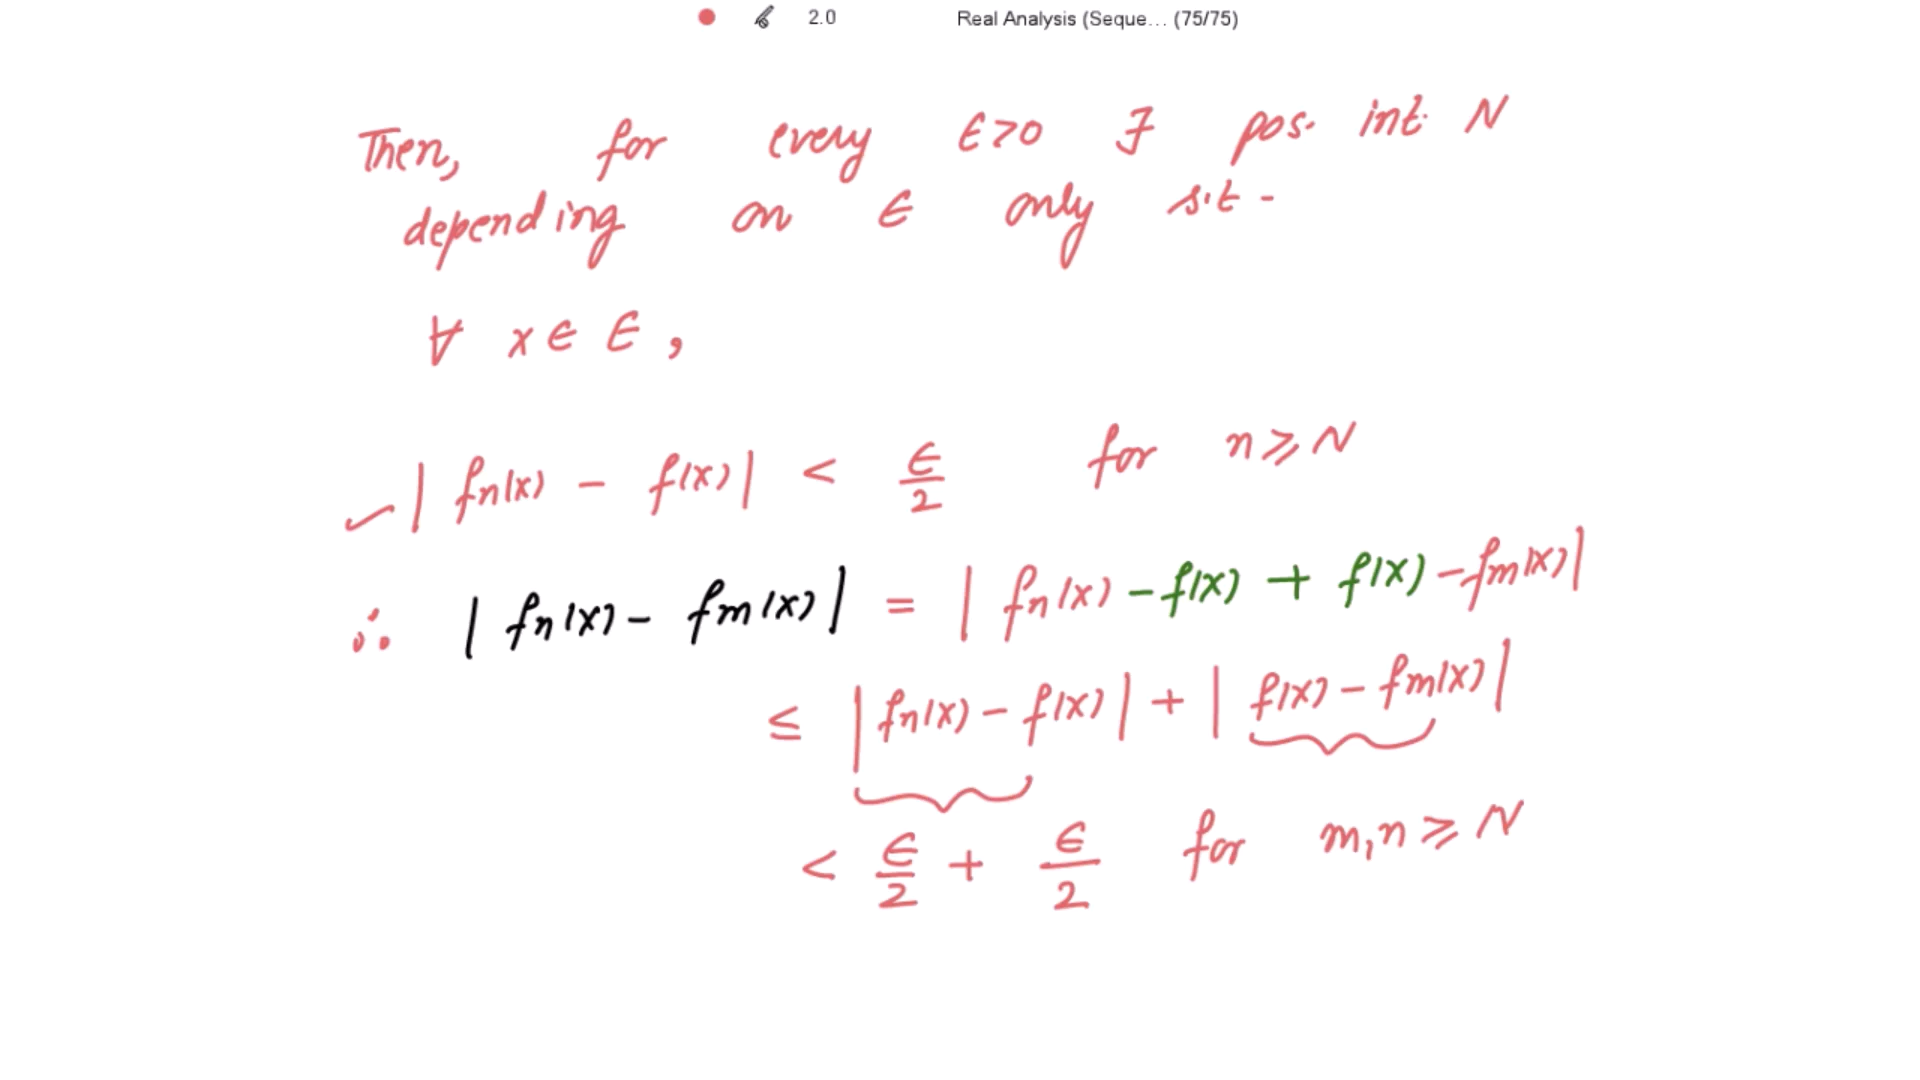 2.0 Real Analysis (Seque... (75/75)
Then, for every ε>0 ∃ pos. int. N
depending on ε only s.t -
∀ x ∈ E ,
| fn(x) - f(x) | < ε/2 for n ≥ N
∴ | fn(x) - fm(x) | = | fn(x) - f(x) + f(x) - fm(x) |
≤ | fn(x) - f(x) | + | f(x) - fm(x) |
< ε/2 + ε/2 for m,n ≥ N